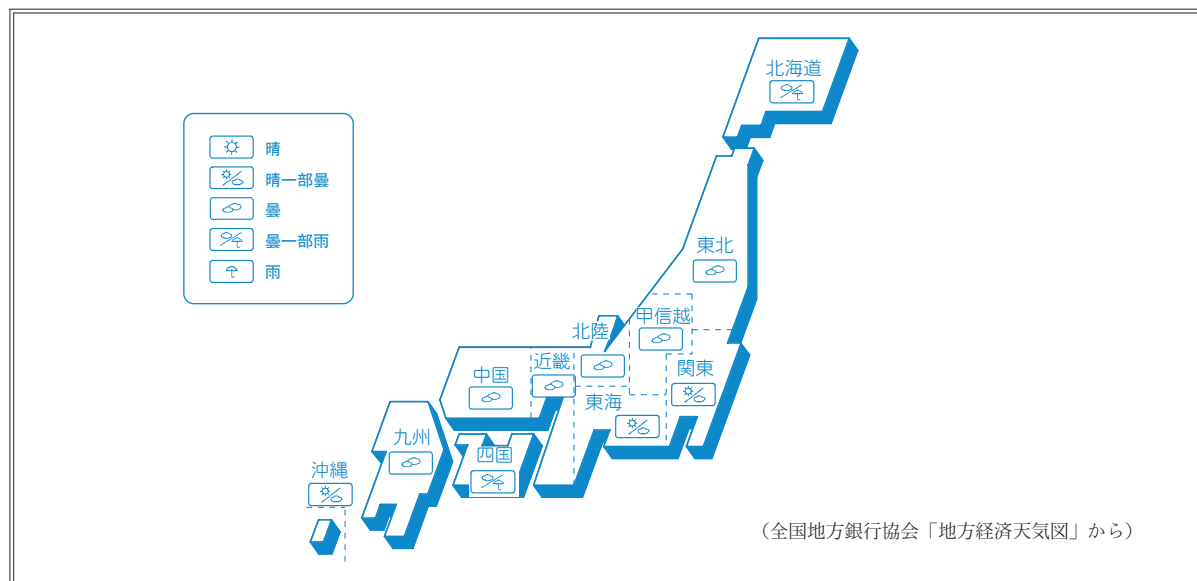 晴
晴一部曇
曇
曇一部雨
雨
北海道
東北
甲信越
北陸
関東
近畿
中国
東海
九州
四国
沖縄
（全国地方銀行協会「地方経済天気図」から）